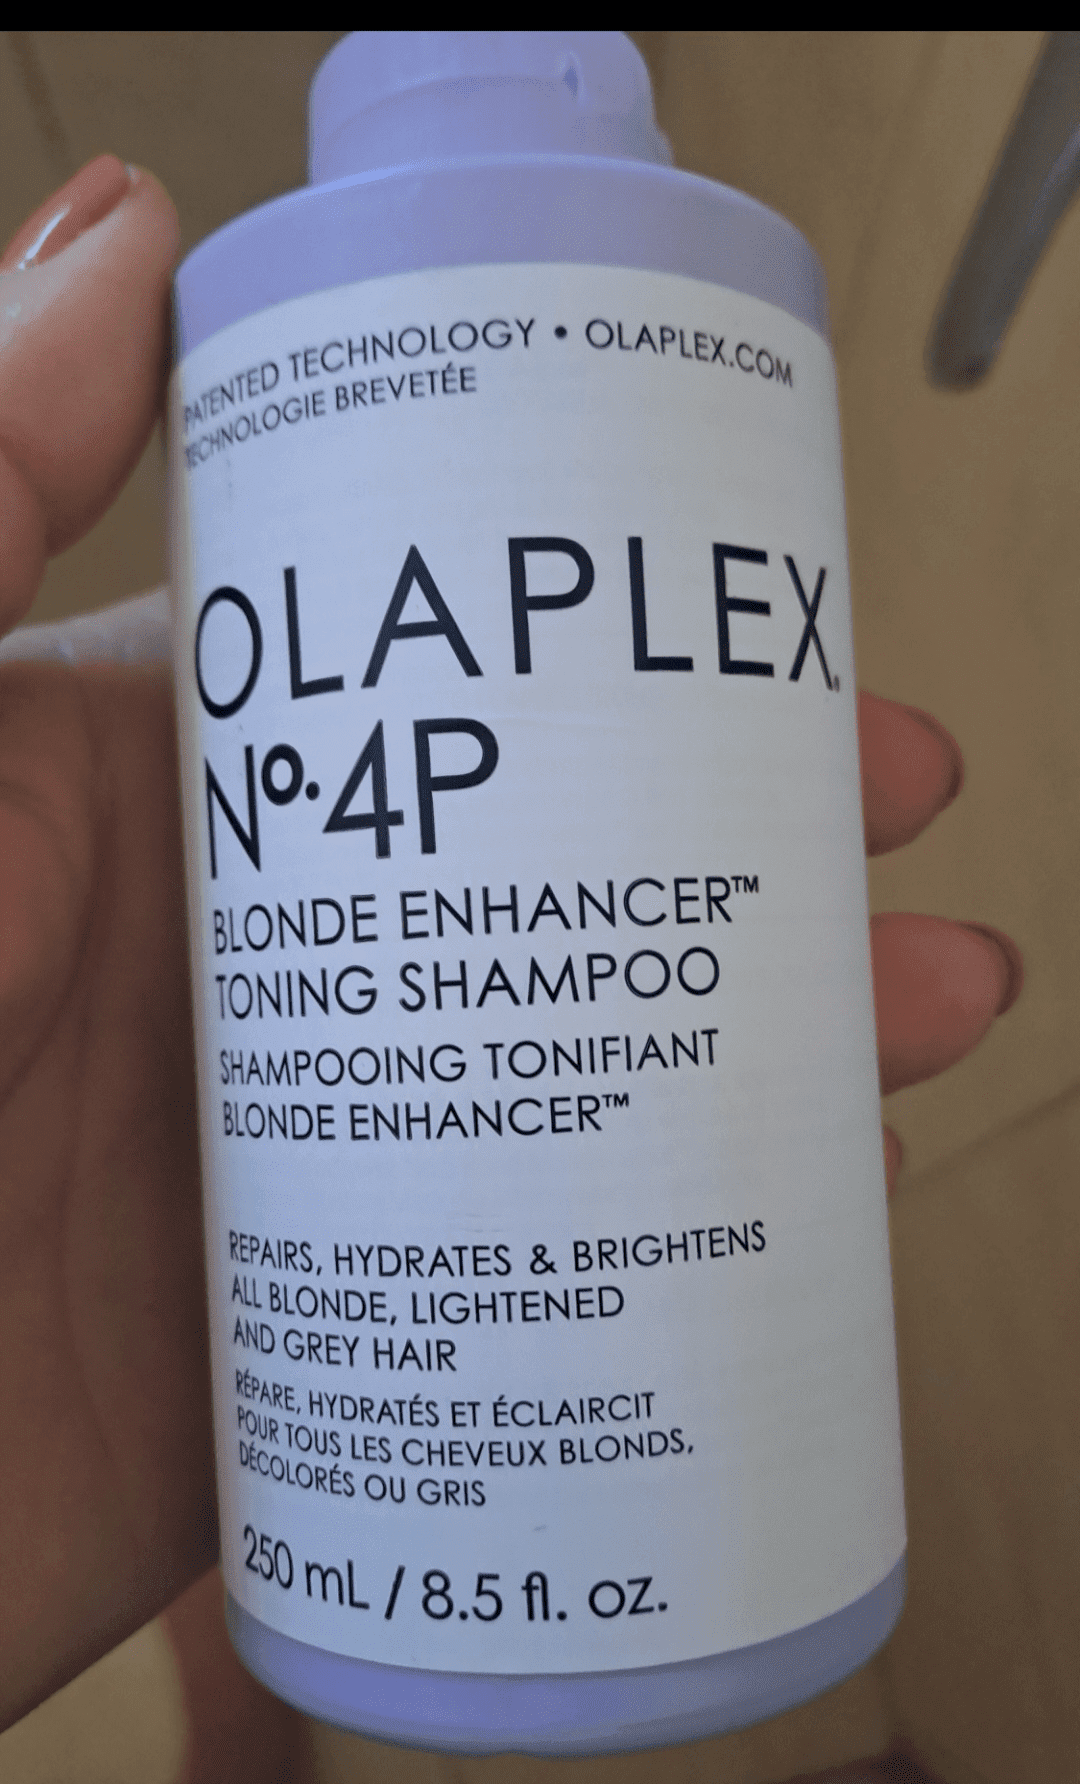 PATENTED TECHNOLOGY • OLAPLEX.COM
TECHNOLOGIE BREVETÉE
OLAPLEX®
Nº.4P
BLONDE ENHANCER™
TONING SHAMPOO
SHAMPOOING TONIFIANT
BLONDE ENHANCER™
REPAIRS, HYDRATES & BRIGHTENS
ALL BLONDE, LIGHTENED
AND GREY HAIR
RÉPARE, HYDRATÉS ET ÉCLAIRCIT
POUR TOUS LES CHEVEUX BLONDS,
DÉCOLORÉS OU GRIS
250 mL / 8.5 fl. oz.